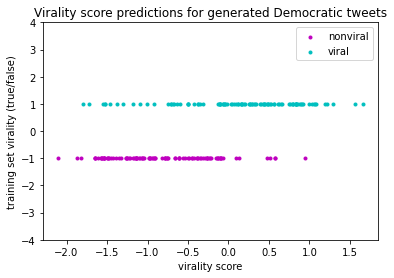 Virality score predictions for generated Democratic tweets
nonviral
viral
training set virality (true/false)
4
3
2
1
0
−1
−2
−3
−4
−2.0 −1.5 −1.0 −0.5 0.0 0.5 1.0 1.5
virality score